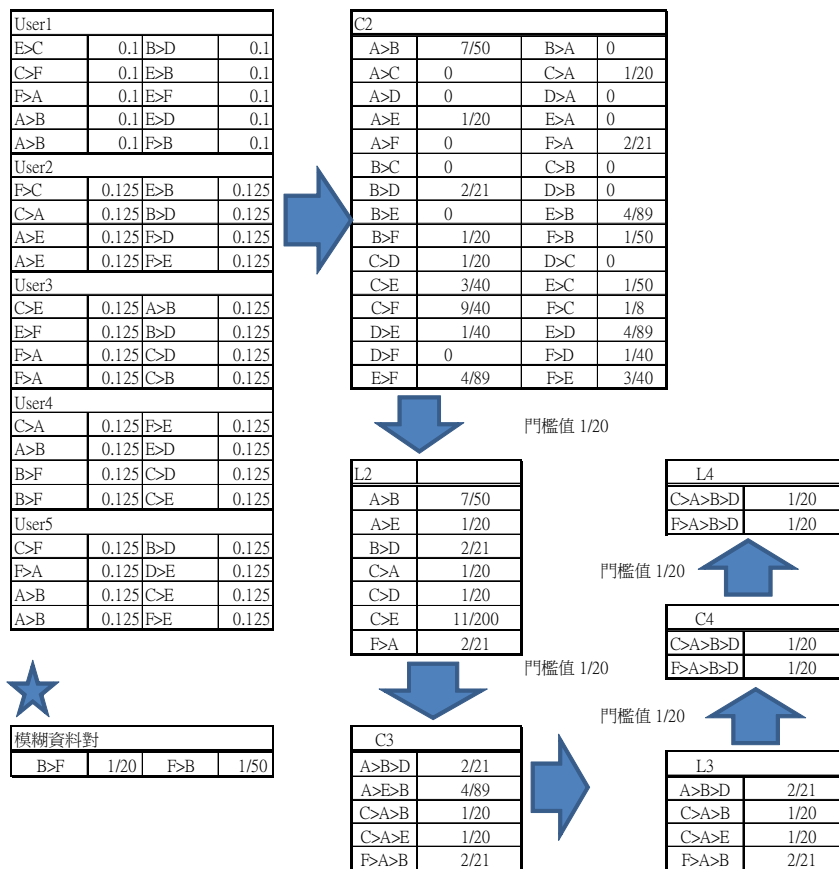 User1
E>C 0.1 B>D 0.1
C>F 0.1 E>B 0.1
F>A 0.1 E>F 0.1
A>B 0.1 E>D 0.1
A>B 0.1 F>B 0.1
User2
F>C 0.125 E>B 0.125
C>A 0.125 B>D 0.125
A>E 0.125 F>D 0.125
A>E 0.125 F>E 0.125
User3
C>E 0.125 A>B 0.125
E>F 0.125 B>D 0.125
F>A 0.125 C>D 0.125
F>A 0.125 C>B 0.125
User4
C>A 0.125 F>E 0.125
A>B 0.125 E>D 0.125
B>F 0.125 C>D 0.125
B>F 0.125 C>E 0.125
User5
C>F 0.125 B>D 0.125
F>A 0.125 D>E 0.125
A>B 0.125 C>E 0.125
A>B 0.125 F>E 0.125
模糊資料對
B>F 1/20 F>B 1/50
C2
A>B 7/50 B>A 0
A>C 0 C>A 1/20
A>D 0 D>A 0
A>E 1/20 E>A 0
A>F 0 F>A 2/21
B>C 0 C>B 0
B>D 2/21 D>B 0
B>E 0 E>B 4/89
B>F 1/20 F>B 1/50
C>D 1/20 D>C 0
C>E 3/40 E>C 1/50
C>F 9/40 F>C 1/8
D>E 1/40 E>D 4/89
D>F 0 F>D 1/40
E>F 4/89 F>E 3/40
門檻值 1/20
L2
A>B 7/50
A>E 1/20
B>D 2/21
C>A 1/20
C>D 1/20
C>E 11/200
F>A 2/21
門檻值 1/20
C3
A>B>D 2/21
A>E>B 4/89
C>A>B 1/20
C>A>E 1/20
F>A>B 2/21
L3
A>B>D 2/21
C>A>B 1/20
C>A>E 1/20
F>A>B 2/21
門檻值 1/20
C4
C>A>B>D 1/20
F>A>B>D 1/20
門檻值 1/20
L4
C>A>B>D 1/20
F>A>B>D 1/20